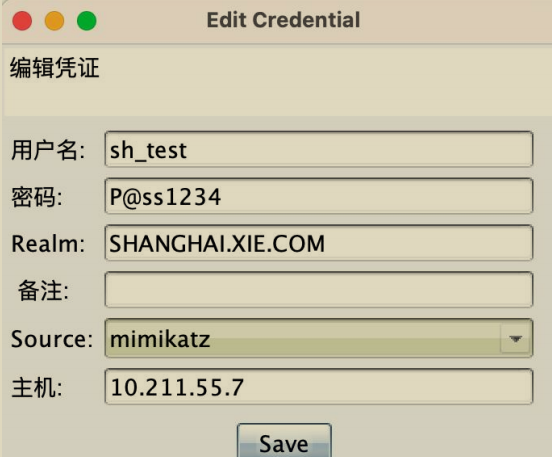 Edit Credential
编辑凭证
用户名: sh_test
密码: P@ss1234
Realm: SHANGHAI.XIE.COM
备注:
Source: mimikatz
主机: 10.211.55.7
Save